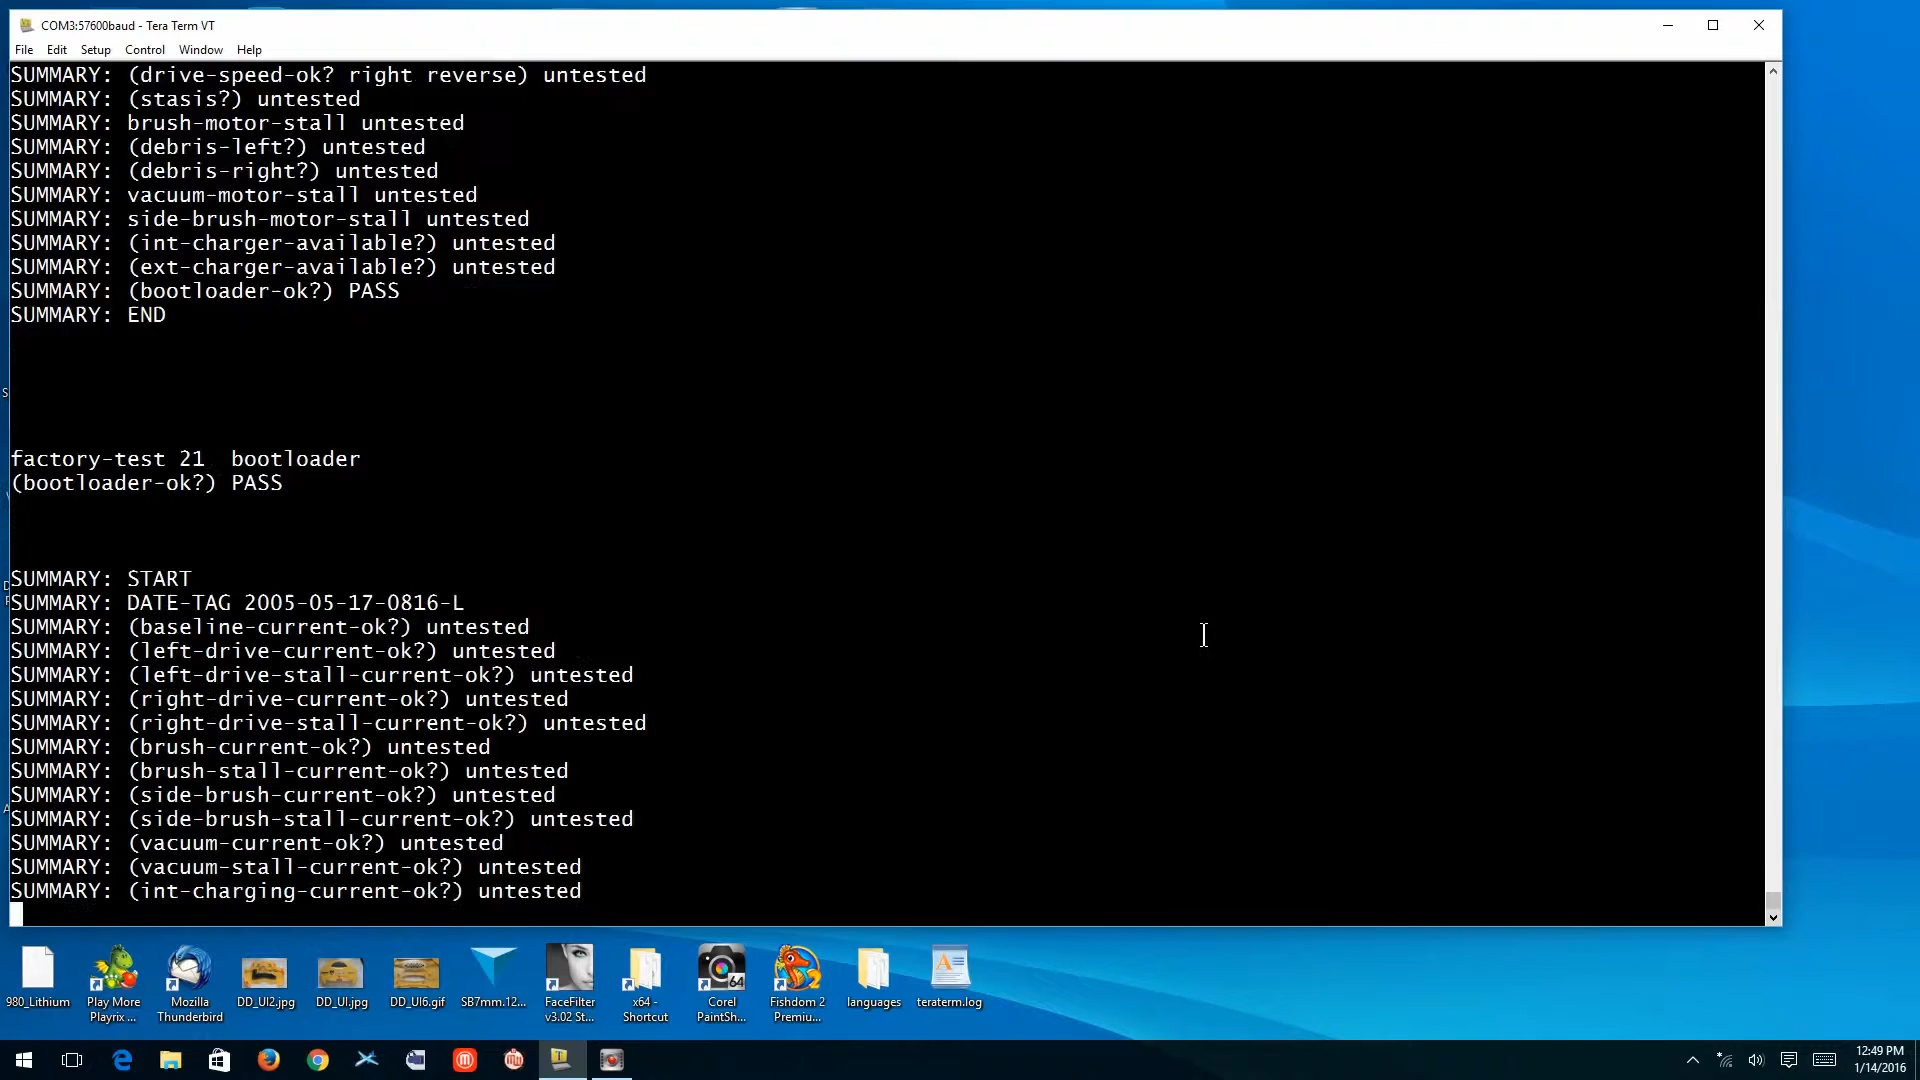 COM3:57600baud - Tera Term VT
File Edit Setup Control Window Help
SUMMARY: (drive-speed-ok? right reverse) untested
SUMMARY: (stasis?) untested
SUMMARY: brush-motor-stall untested
SUMMARY: (debris-left?) untested
SUMMARY: (debris-right?) untested
SUMMARY: vacuum-motor-stall untested
SUMMARY: side-brush-motor-stall untested
SUMMARY: (int-charger-available?) untested
SUMMARY: (ext-charger-available?) untested
SUMMARY: (bootloader-ok?) PASS
SUMMARY: END
factory-test 21 bootloader
(bootloader-ok?) PASS
SUMMARY: START
SUMMARY: DATE-TAG 2005-05-17-0816-L
SUMMARY: (baseline-current-ok?) untested
SUMMARY: (left-drive-current-ok?) untested
SUMMARY: (left-drive-stall-current-ok?) untested
SUMMARY: (right-drive-current-ok?) untested
SUMMARY: (right-drive-stall-current-ok?) untested
SUMMARY: (brush-current-ok?) untested
SUMMARY: (brush-stall-current-ok?) untested
SUMMARY: (side-brush-current-ok?) untested
SUMMARY: (side-brush-stall-current-ok?) untested
SUMMARY: (vacuum-current-ok?) untested
SUMMARY: (vacuum-stall-current-ok?) untested
SUMMARY: (int-charging-current-ok?) untested
980_Lithium
Play More
Playrix ...
Mozilla
Thunderbird
DD_UI2.jpg
DD_UI.jpg
DD_UI6.gif
SB7mm.12...
FaceFilter
v3.02 St...
x64 -
Shortcut
64
Corel
PaintSh...
Fishdom 2
Premiu...
languages
teraterm.log
12:49 PM
1/14/2016